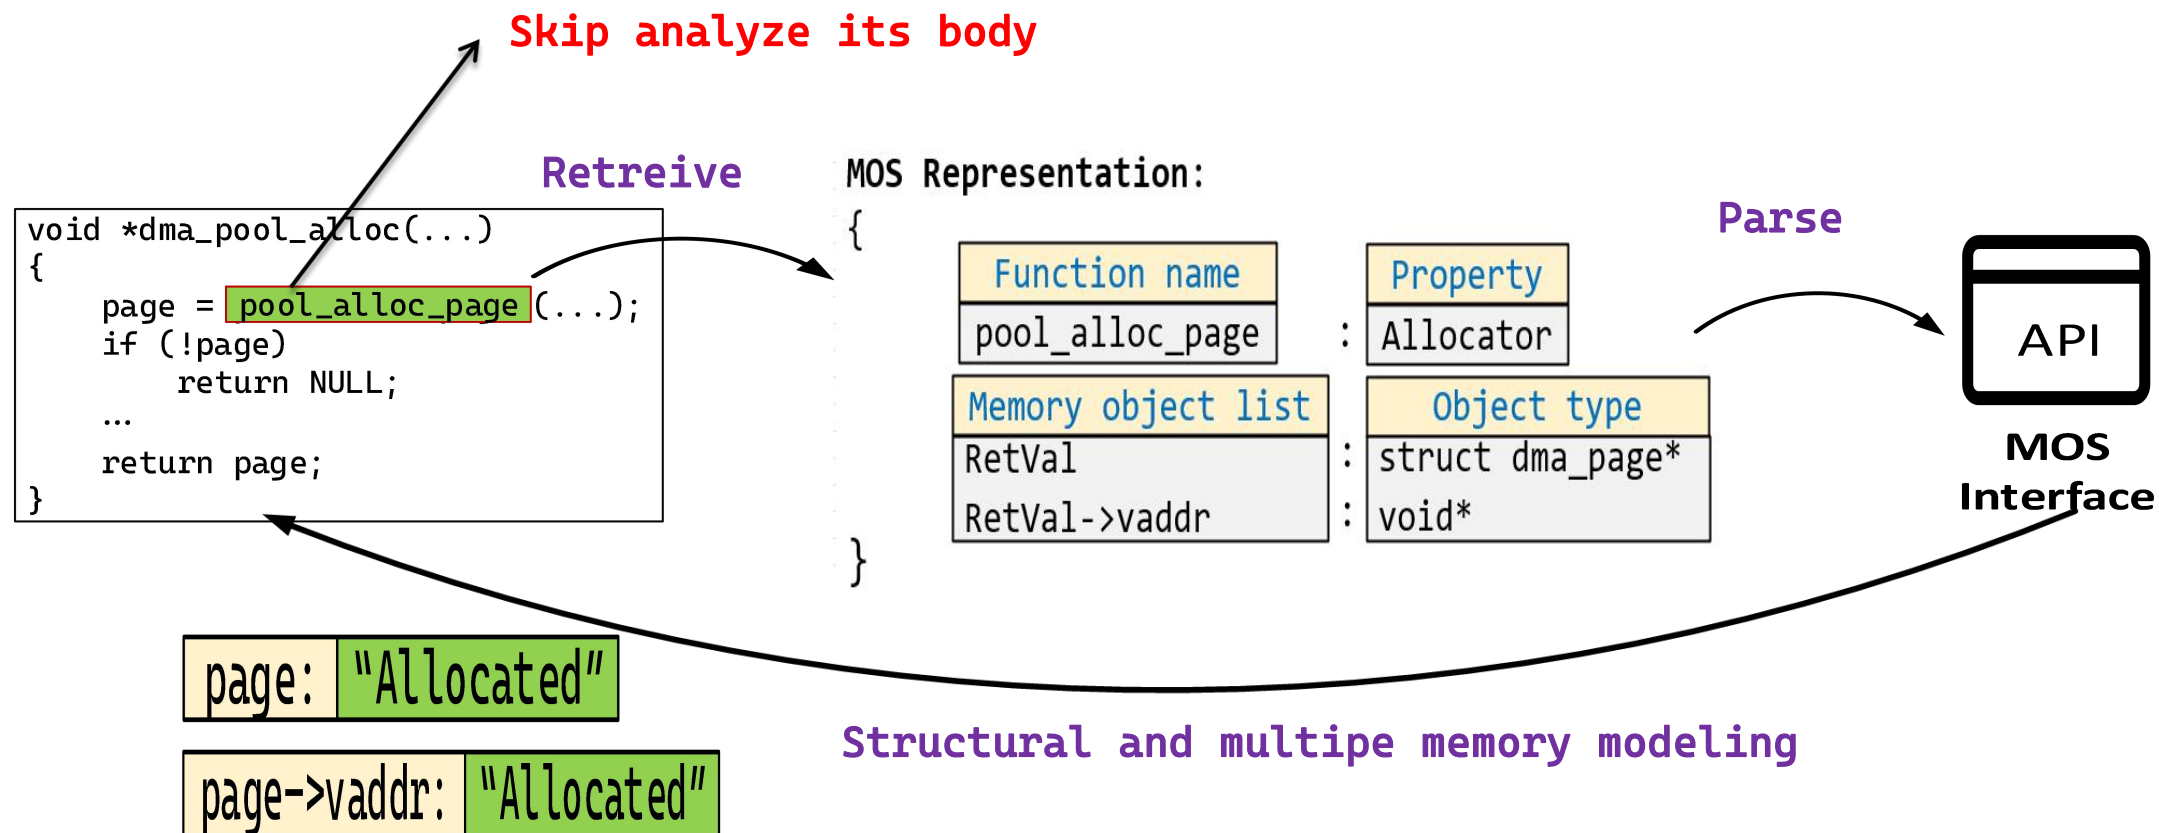 Skip analyze its body
Retreive
void *dma_pool_alloc(...)
{
page = pool_alloc_page(...);
if (!page)
return NULL;
...
return page;
}
MOS Representation:
{
Function name Property
pool_alloc_page : Allocator
Memory object list Object type
RetVal : struct dma_page*
RetVal->vaddr : void*
}
Parse
API
MOS
Interface
page: “Allocated”
page->vaddr: “Allocated”
Structural and multipe memory modeling